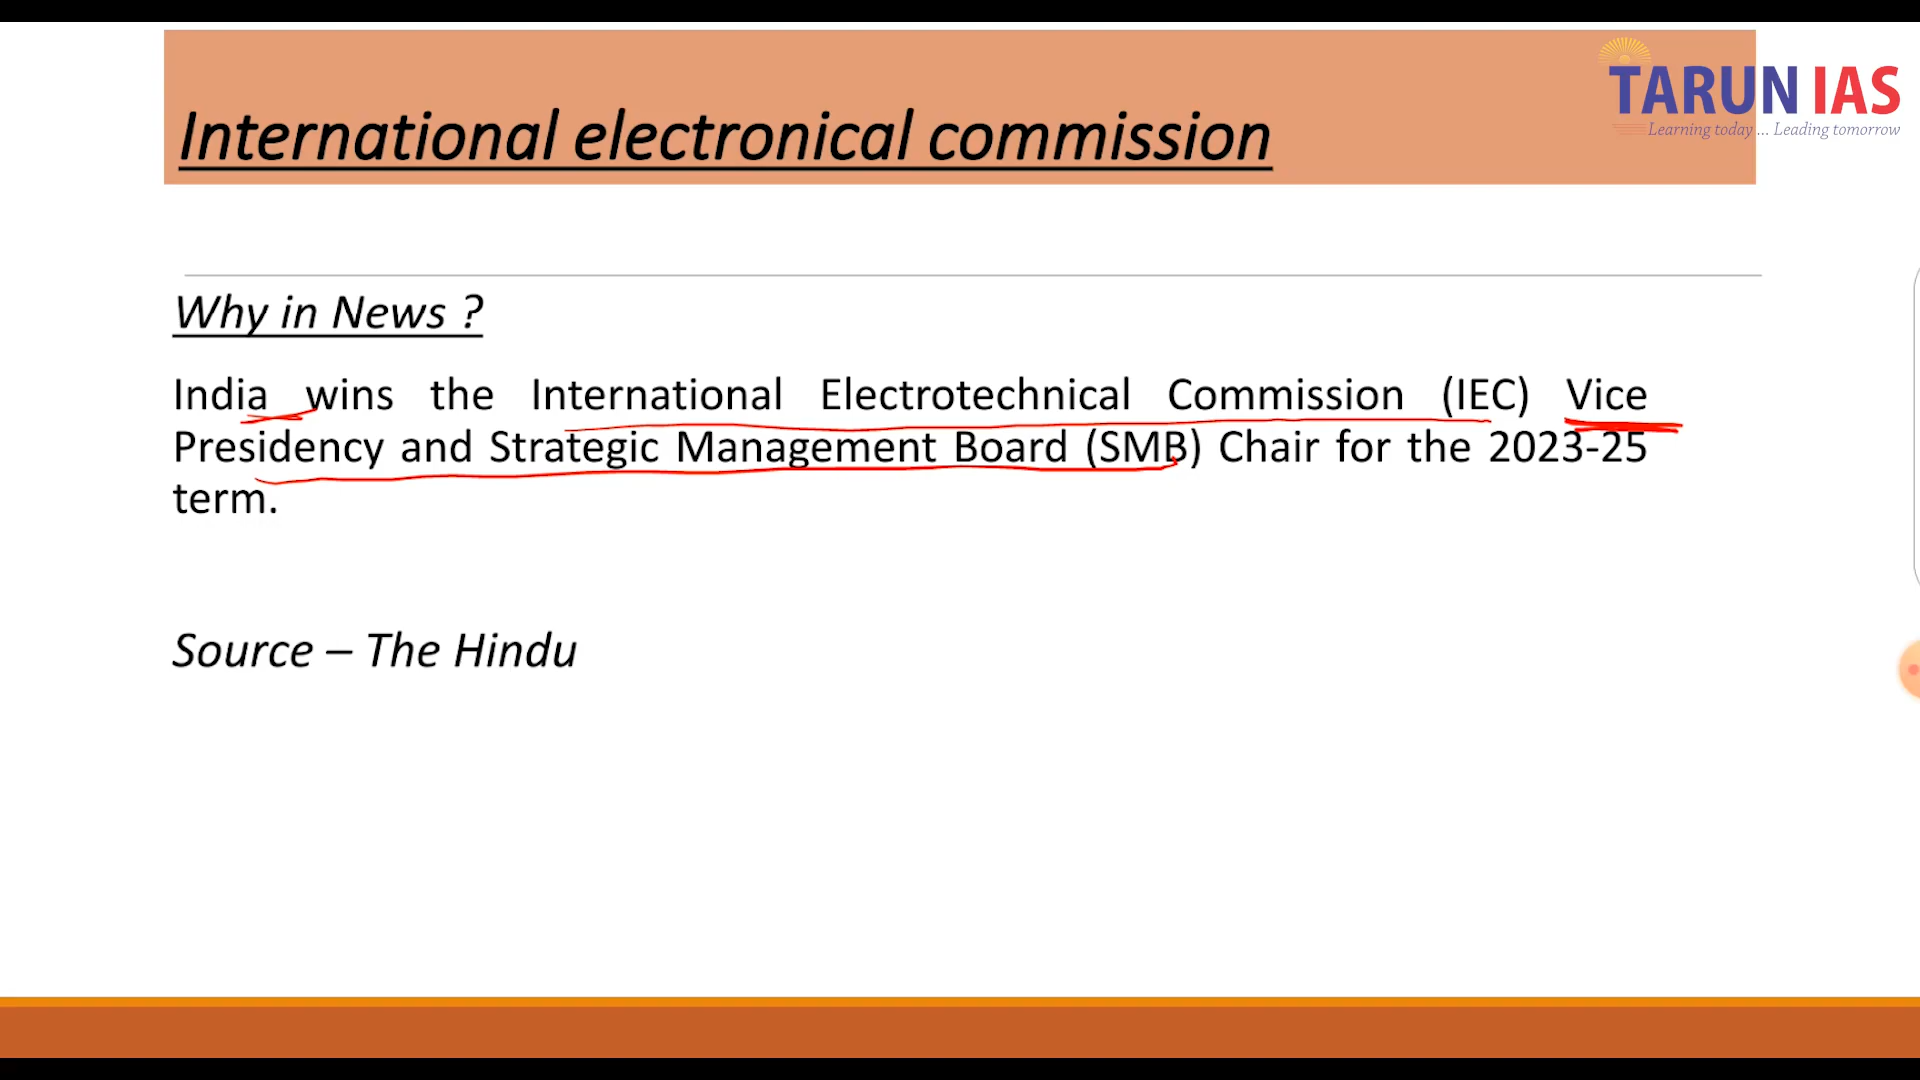 TARUN IAS
Learning today ... Leading tomorrow
International electronical commission
Why in News ?
India wins the International Electrotechnical Commission (IEC) Vice
Presidency and Strategic Management Board (SMB) Chair for the 2023-25
term.
Source – The Hindu